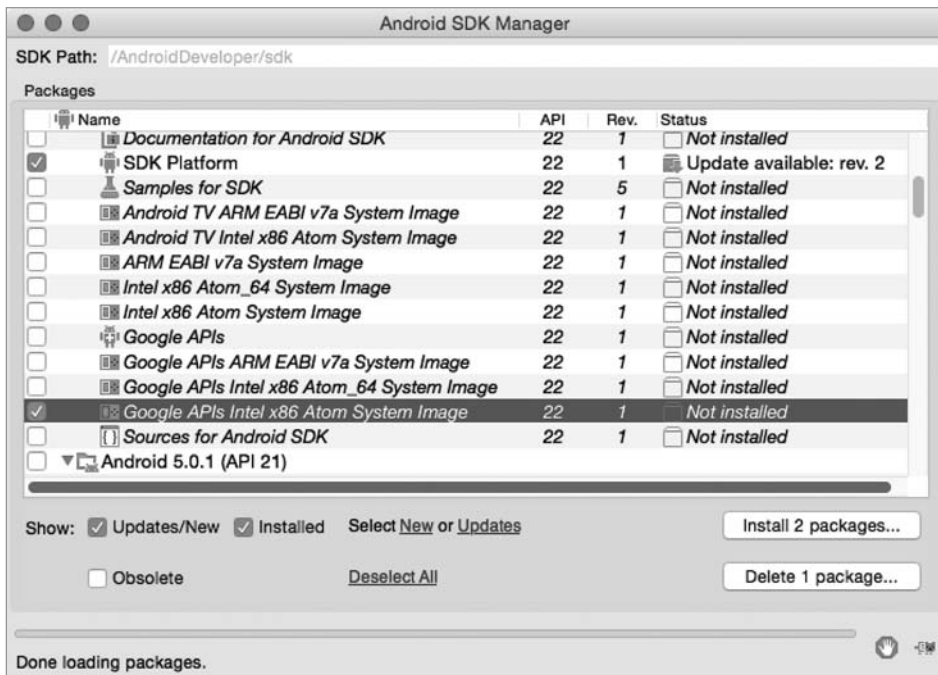 Android SDK Manager
SDK Path: /AndroidDeveloper/sdk
Packages
Name API Rev. Status
Documentation for Android SDK 22 1 Not installed
SDK Platform 22 1 Update available: rev. 2
Samples for SDK 22 5 Not installed
Android TV ARM EABI v7a System Image 22 1 Not installed
Android TV Intel x86 Atom System Image 22 1 Not installed
ARM EABI v7a System Image 22 1 Not installed
Intel x86 Atom_64 System Image 22 1 Not installed
Intel x86 Atom System Image 22 1 Not installed
Google APIs 22 1 Not installed
Google APIs ARM EABI v7a System Image 22 1 Not installed
Google APIs Intel x86 Atom_64 System Image 22 1 Not installed
Google APIs Intel x86 Atom System Image 22 1 Not installed
Sources for Android SDK 22 1 Not installed
Android 5.0.1 (API 21)
Show: Updates/New Installed Select New or Updates Install 2 packages...
Obsolete Deselect All Delete 1 package...
Done loading packages.